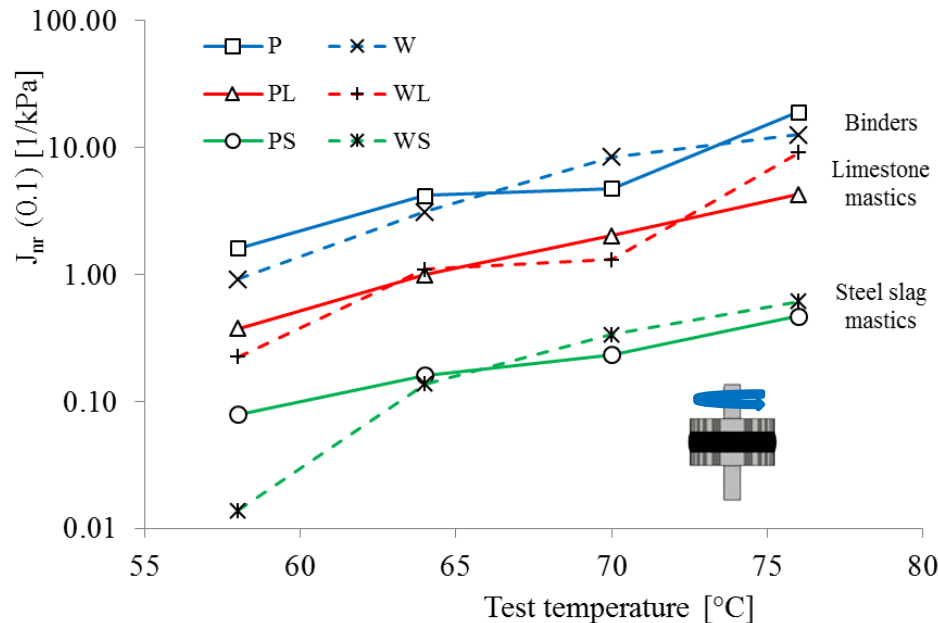 100.00
10.00
1.00
0.10
0.01
J nr (0.1) [1/kPa]
P
W
PL
WL
PS
WS
Binders
Limestone
mastics
Steel slag
mastics
55
60
65
70
75
80
Test temperature [°C]